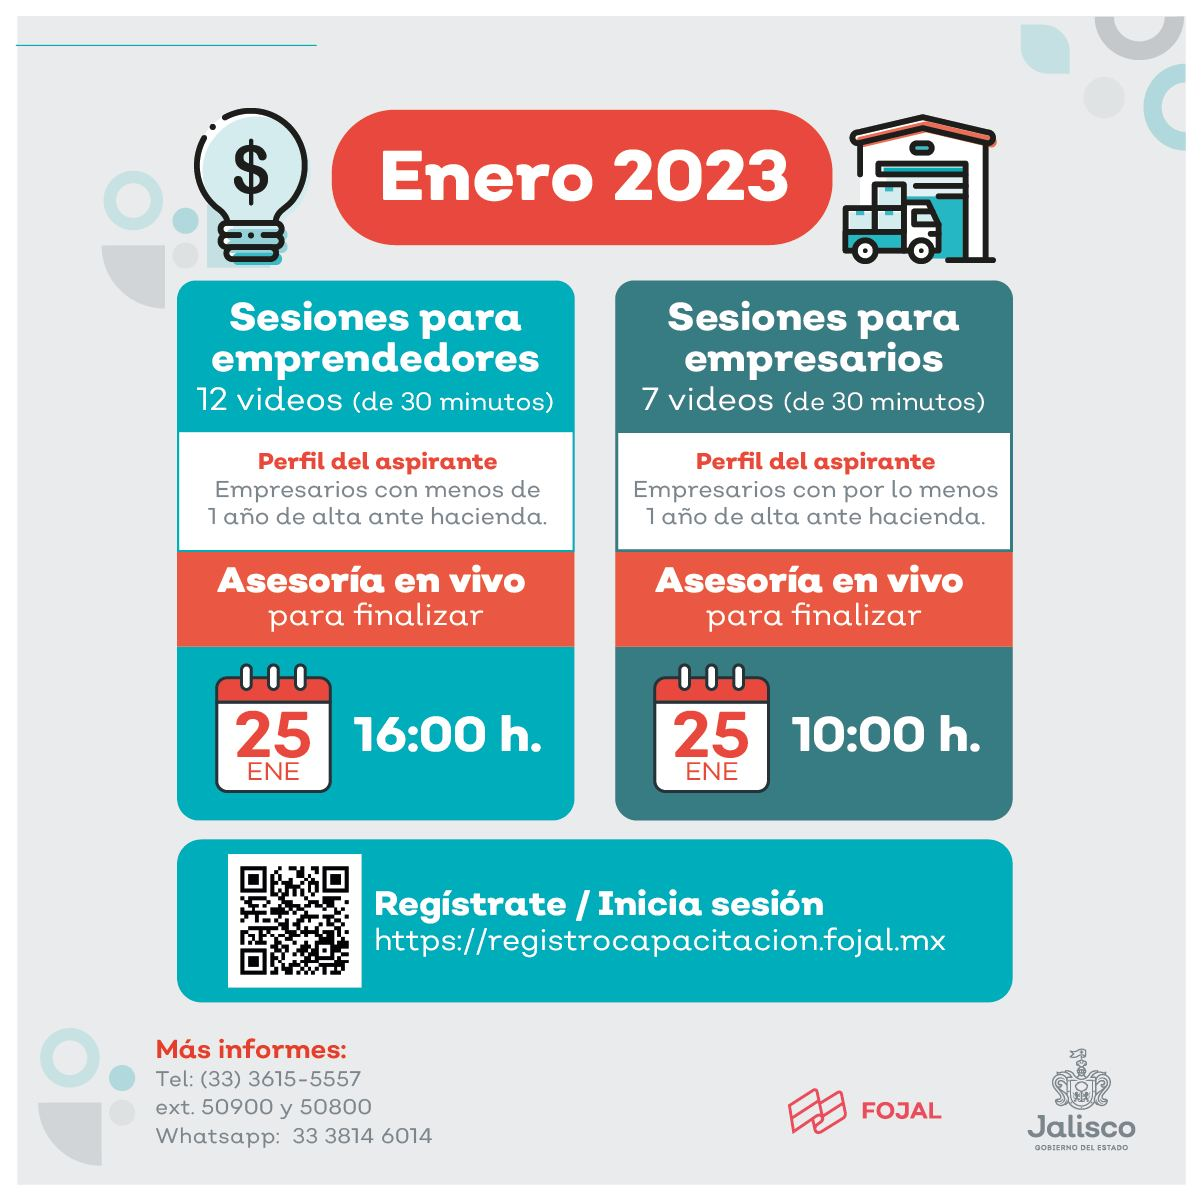 $
Enero 2023
Sesiones para
emprendedores
12 videos (de 30 minutos)
Perfil del aspirante
Empresarios con menos de
1 año de alta ante hacienda.
Asesoría en vivo
para finalizar
25
ENE
16:00 h.
Sesiones para
empresarios
7 videos (de 30 minutos)
Perfil del aspirante
Empresarios con por lo menos
1 año de alta ante hacienda.
Asesoría en vivo
para finalizar
25
ENE
10:00 h.
Regístrate / Inicia sesión
https://registrocapacitacion.fojal.mx
Más informes:
Tel: (33) 3615-5557
ext. 50900 y 50800
Whatsapp: 33 3814 6014
FOJAL
Jalisco
GOBIERNO DEL ESTADO